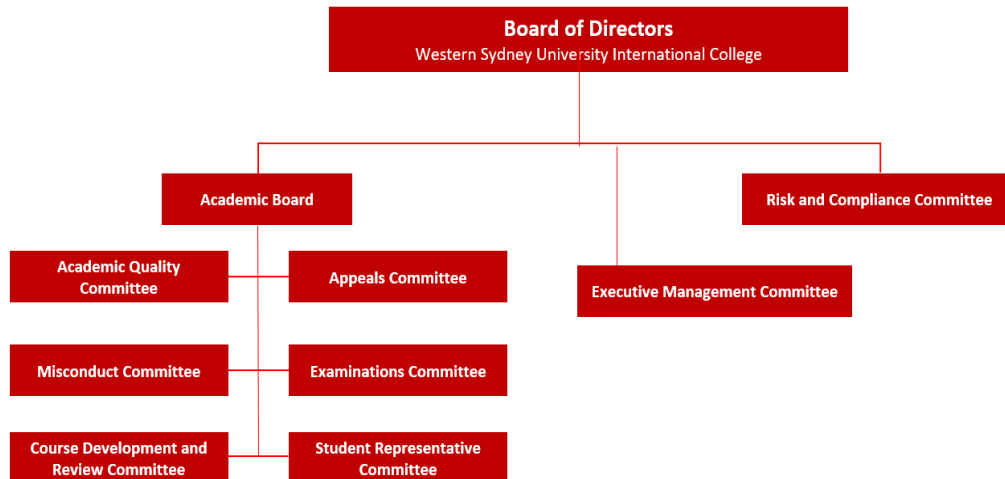 Board of Directors
Western Sydney University International College
Academic Board
Risk and Compliance Committee
Academic Quality
Committee
Appeals Committee
Executive Management Committee
Misconduct Committee
Examinations Committee
Course Development and
Review Committee
Student Representative
Committee